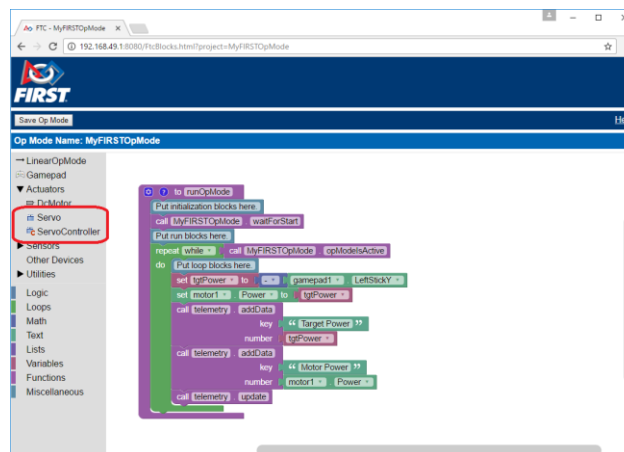 FTC - MyFIRSTOpMode
192.168.49.1:8080/FtcBlocks.html?project=MyFIRSTOpMode
FIRST
Save Op Mode
He
Op Mode Name: MyFIRSTOpMode
LinearOpMode
Gamepad
Actuators
DcMotor
Servo
ServoController
Sensors
Other Devices
Utilities
Logic
Loops
Math
Text
Lists
Variables
Functions
Miscellaneous
to runOpMode
Put initialization blocks here.
call MyFIRSTOpMode . waitForStart
Put run blocks here.
repeat while call MyFIRSTOpMode . opModeIsActive
do Put loop blocks here.
set tgtPower to - gamepad1 . LeftStickY
set motor1 . Power to tgtPower
call telemetry . addData
key “ Target Power ”
number tgtPower
call telemetry . addData
key “ Motor Power ”
number motor1 . Power
call telemetry . update